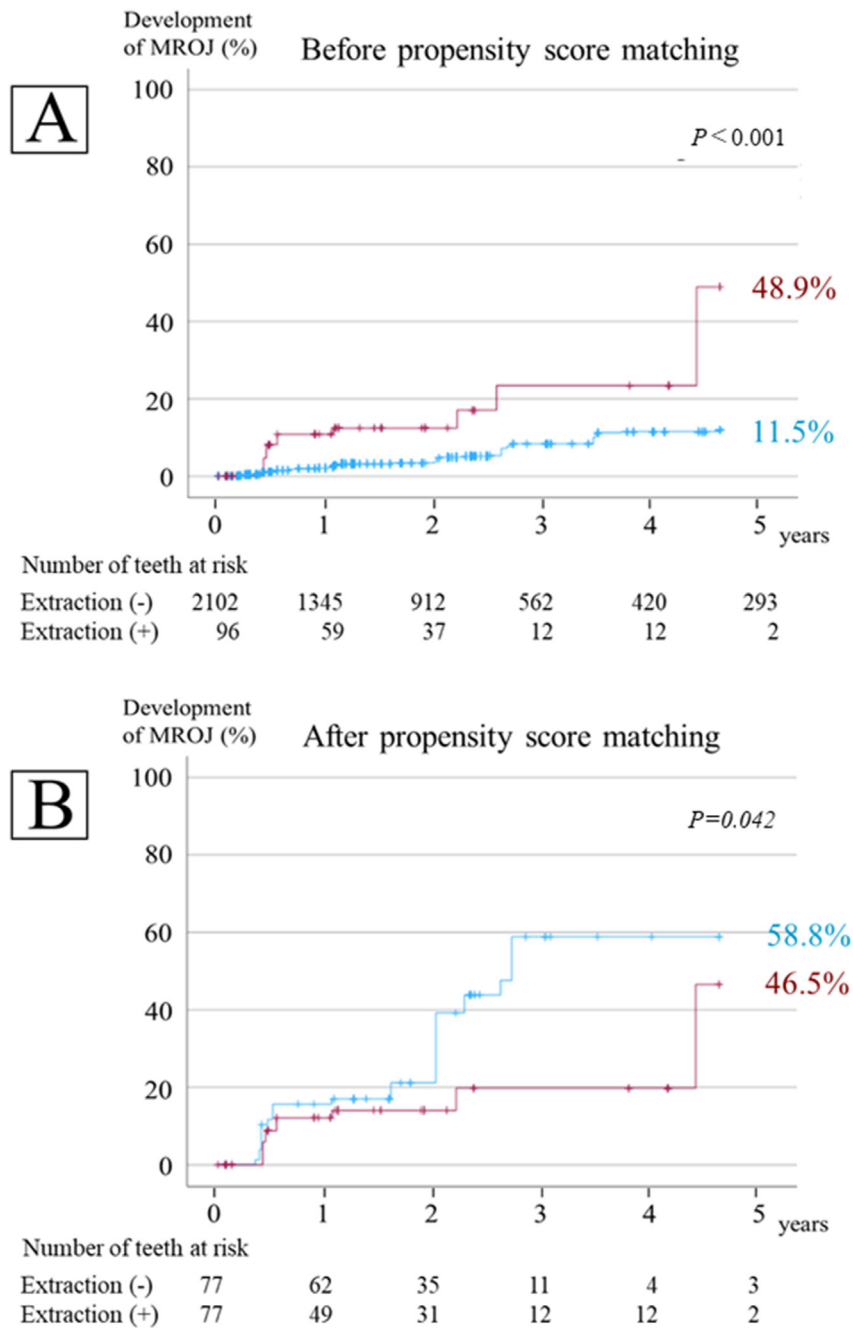 Development
of MROJ (%)
Before propensity score matching
A
100
P < 0.001
80
60
48.9%
40
20
11.5%
0
0 1 2 3 4 5 years
Number of teeth at risk
Extraction (-) 2102 1345 912 562 420 293
Extraction (+) 96 59 37 12 12 2
Development
of MROJ (%)
After propensity score matching
B
100
P=0.042
80
60
58.8%
46.5%
40
20
0
0 1 2 3 4 5 years
Number of teeth at risk
Extraction (-) 77 62 35 11 4 3
Extraction (+) 77 49 31 12 12 2